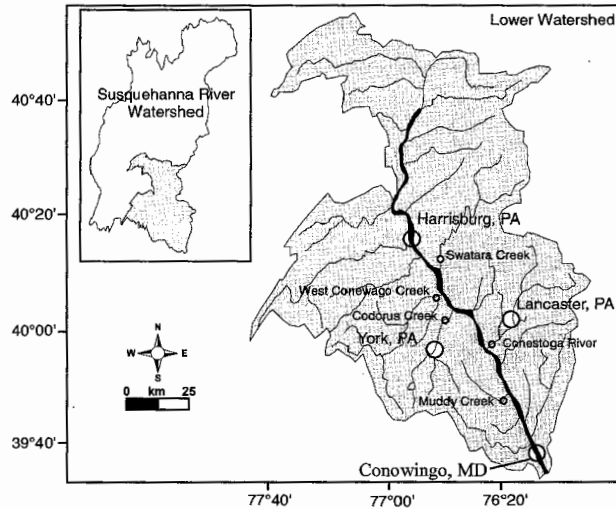 Lower Watershed
Susquehanna River
Watershed
40°40'
40°20'
Harrisburg, PA
Swatara Creek
West Conewago Creek
Lancaster, PA
Codorus Creek
40°00'
York, PA
Conestoga River
N
W
E
S
0 km 25
Muddy Creek
39°40'
Conowingo, MD
77°40'
77°00'
76°20'